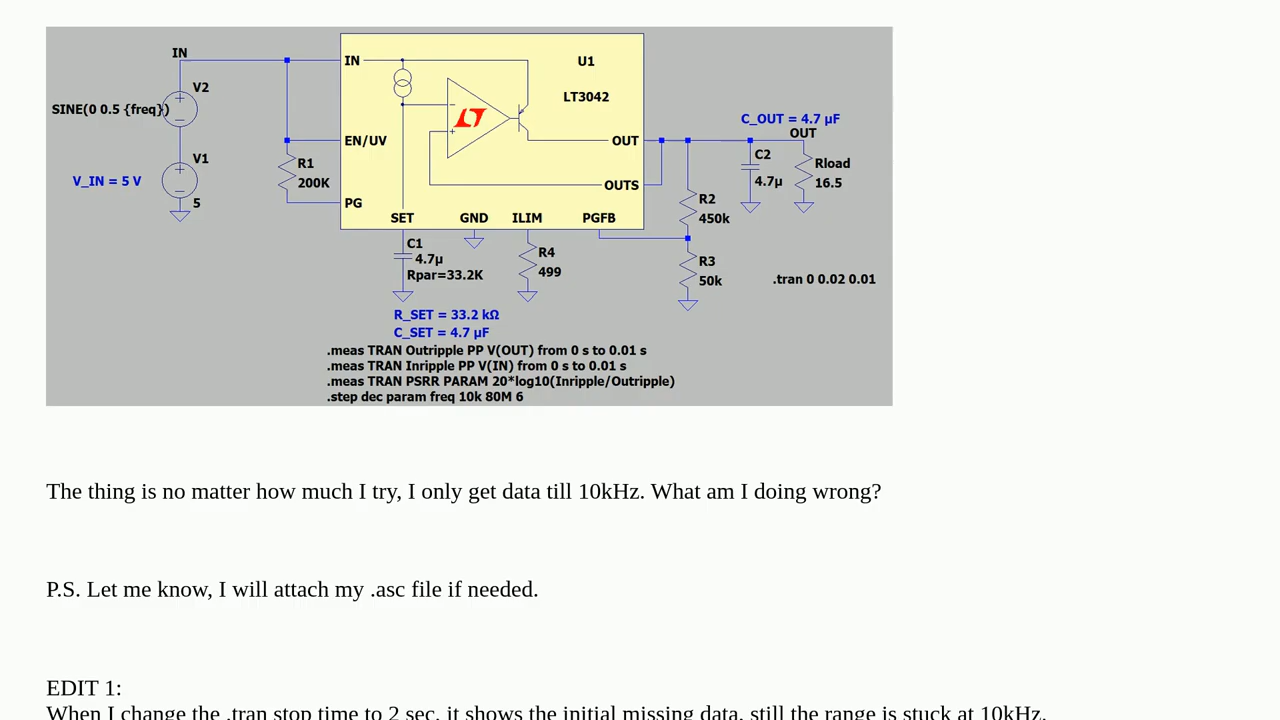 IN
V2
SINE(0 0.5 {freq})
V1
V_IN = 5 V
5
R1
200K
IN
U1
LT3042
EN/UV
OUT
OUTS
PG
SET
GND
ILIM
PGFB
C_OUT = 4.7 µF
OUT
C2
4.7µ
Rload
16.5
R2
450k
R3
50k
C1
4.7µ
Rpar=33.2K
R4
499
.tran 0 0.02 0.01
R_SET = 33.2 kΩ
C_SET = 4.7 µF
.meas TRAN Outripple PP V(OUT) from 0 s to 0.01 s
.meas TRAN Inripple PP V(IN) from 0 s to 0.01 s
.meas TRAN PSRR PARAM 20*log10(Inripple/Outripple)
.step dec param freq 10k 80M 6
The thing is no matter how much I try, I only get data till 10kHz. What am I doing wrong?
P.S. Let me know, I will attach my .asc file if needed.
EDIT 1:
When I change the .tran stop time to 2 sec, it shows the initial missing data, still the range is stuck at 10kHz.